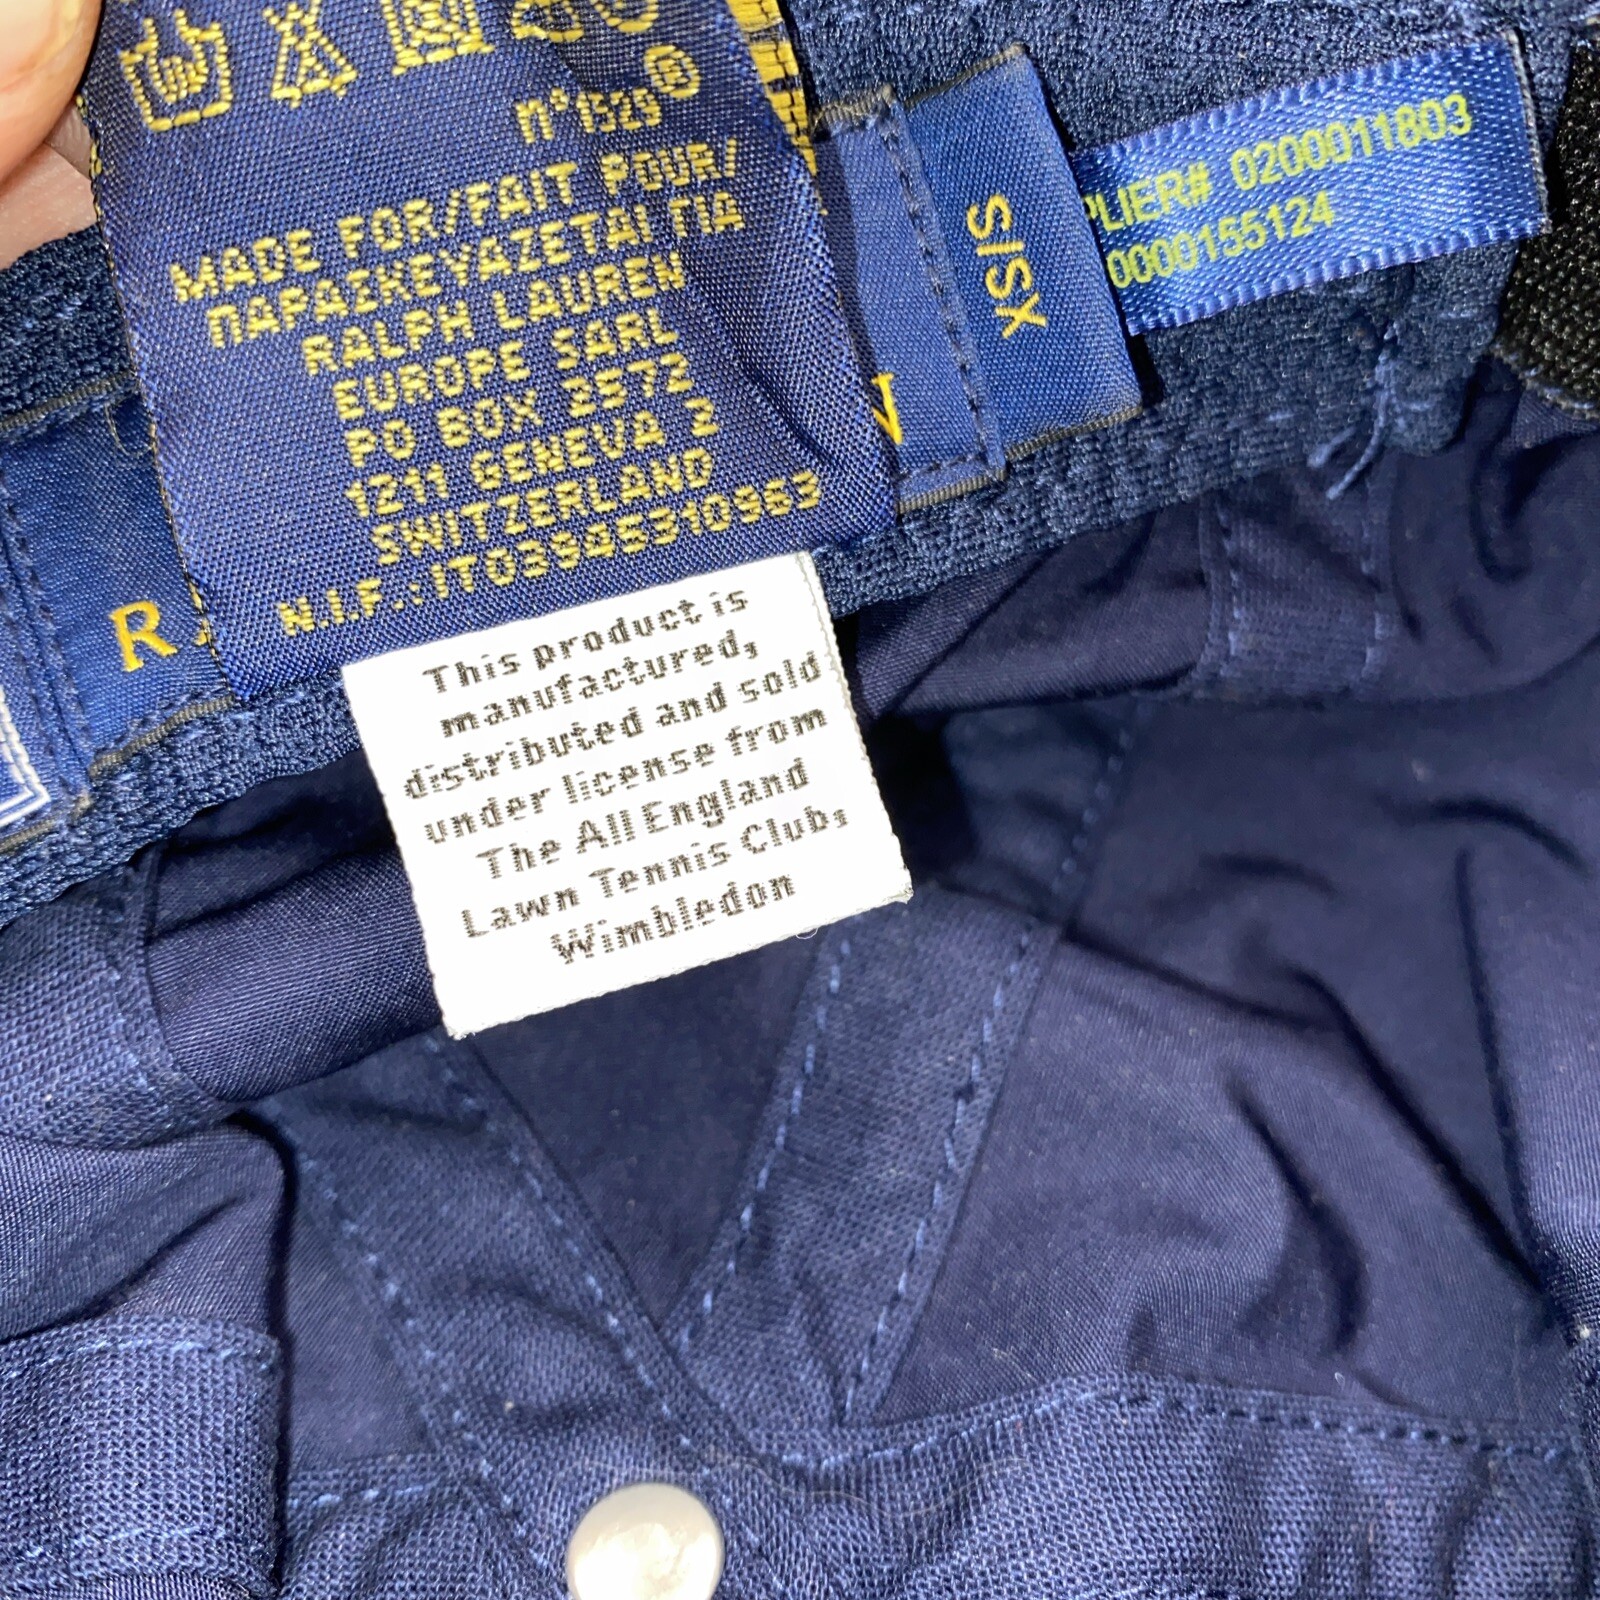 n°1529®
MADE FOR/FAIT POUR/
ΠΑΡΑΣΚΕΥΑΖΕΤΑΙ ΓΙΑ
RALPH LAUREN
EUROPE SARL
PO BOX 2572
1211 GENEVA 2
SWITZERLAND
N.I.F.:IT03945310963
This product is
manufactured,
distributed and sold
under license from
The All England
Lawn Tennis Club,
Wimbledon
R
N
XS/S
PLIER# 0200011803
0000155124